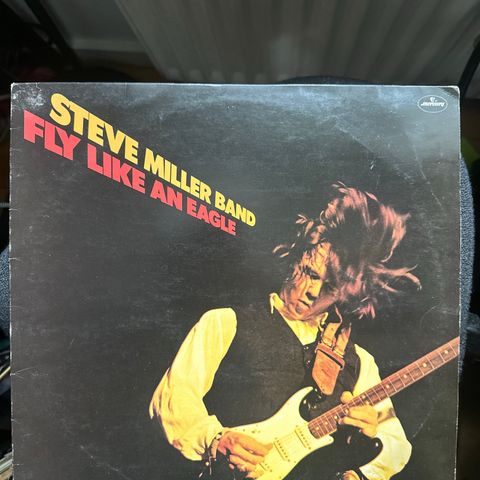 STEVE MILLER BAND
FLY LIKE AN EAGLE
mercury